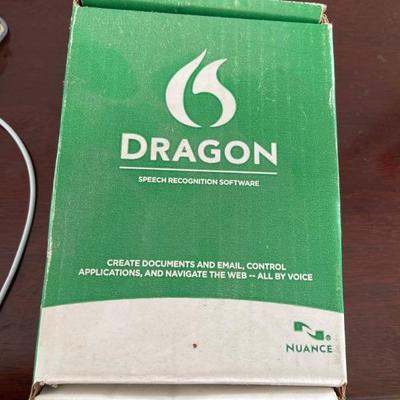 DRAGON
SPEECH RECOGNITION SOFTWARE
CREATE DOCUMENTS AND EMAIL, CONTROL
APPLICATIONS, AND NAVIGATE THE WEB -- ALL BY VOICE
NUANCE